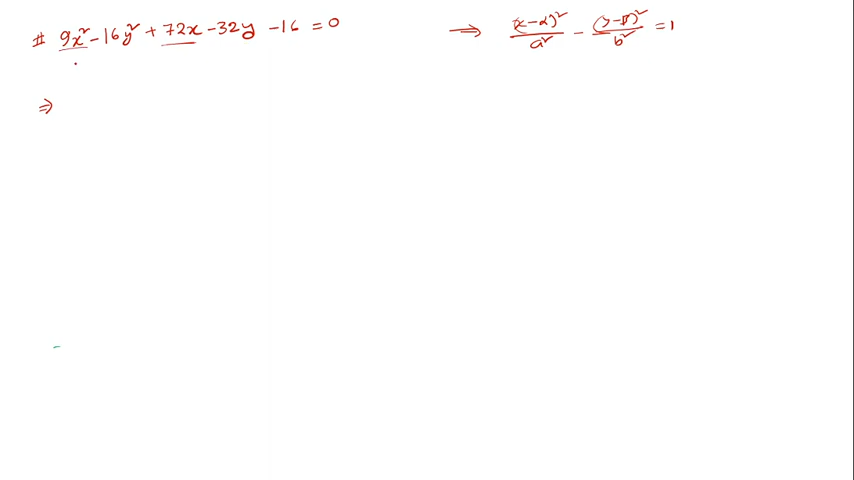 # 9x² - 16y² + 72x - 32y - 16 = 0 ⟹ (x-α)²/a² - (y-β)²/b² = 1
⇒